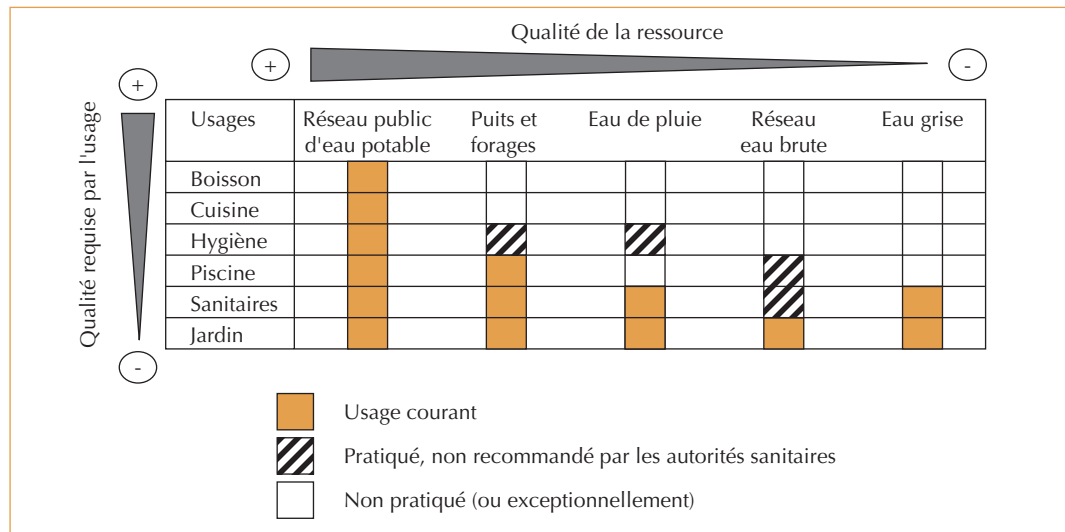 Qualité de la ressource
+
-
+
Qualité requise par l'usage
-
Usages
Réseau public
d'eau potable
Puits et
forages
Eau de pluie
Réseau
eau brute
Eau grise
Boisson
Cuisine
Hygiène
Piscine
Sanitaires
Jardin
Usage courant
Pratiqué, non recommandé par les autorités sanitaires
Non pratiqué (ou exceptionnellement)